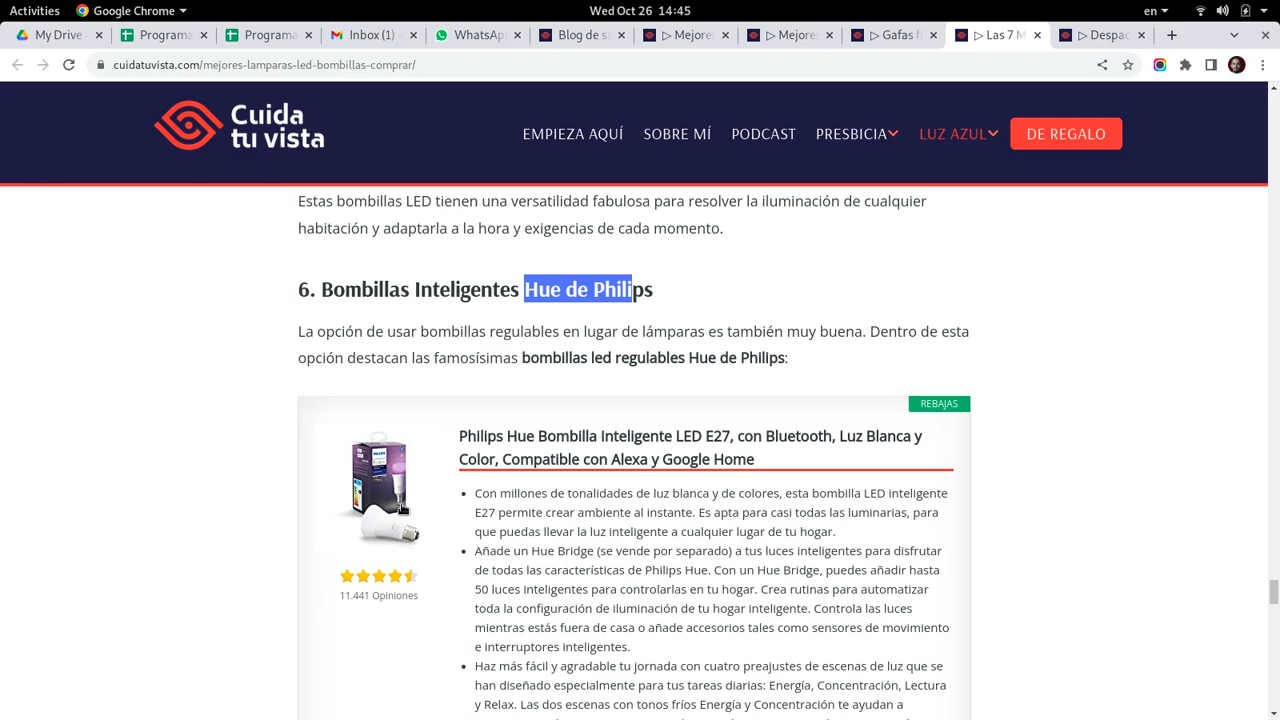 Activities Google Chrome Wed Oct 26 14:45 en
My Drive - Programa Programa Inbox (1) - WhatsApp Blog de sa ▷ Mejores ▷ Mejores ▷ Gafas f ▷ Las 7 M ▷ Despac
cuidatuvista.com/mejores-lamparas-led-bombillas-comprar/
Cuida
tu vista
EMPIEZA AQUÍ SOBRE MÍ PODCAST PRESBICIA LUZ AZUL DE REGALO
Estas bombillas LED tienen una versatilidad fabulosa para resolver la iluminación de cualquier
habitación y adaptarla a la hora y exigencias de cada momento.
6. Bombillas Inteligentes Hue de Philips
La opción de usar bombillas regulables en lugar de lámparas es también muy buena. Dentro de esta
opción destacan las famosísimas bombillas led regulables Hue de Philips:
REBAJAS
Philips Hue Bombilla Inteligente LED E27, con Bluetooth, Luz Blanca y
Color, Compatible con Alexa y Google Home
• Con millones de tonalidades de luz blanca y de colores, esta bombilla LED inteligente
E27 permite crear ambiente al instante. Es apta para casi todas las luminarias, para
que puedas llevar la luz inteligente a cualquier lugar de tu hogar.
• Añade un Hue Bridge (se vende por separado) a tus luces inteligentes para disfrutar
de todas las características de Philips Hue. Con un Hue Bridge, puedes añadir hasta
50 luces inteligentes para controlarlas en tu hogar. Crea rutinas para automatizar
toda la configuración de iluminación de tu hogar inteligente. Controla las luces
mientras estás fuera de casa o añade accesorios tales como sensores de movimiento
e interruptores inteligentes.
11.441 Opiniones
• Haz más fácil y agradable tu jornada con cuatro preajustes de escenas de luz que se
han diseñado especialmente para tus tareas diarias: Energía, Concentración, Lectura
y Relax. Las dos escenas con tonos fríos Energía y Concentración te ayudan a